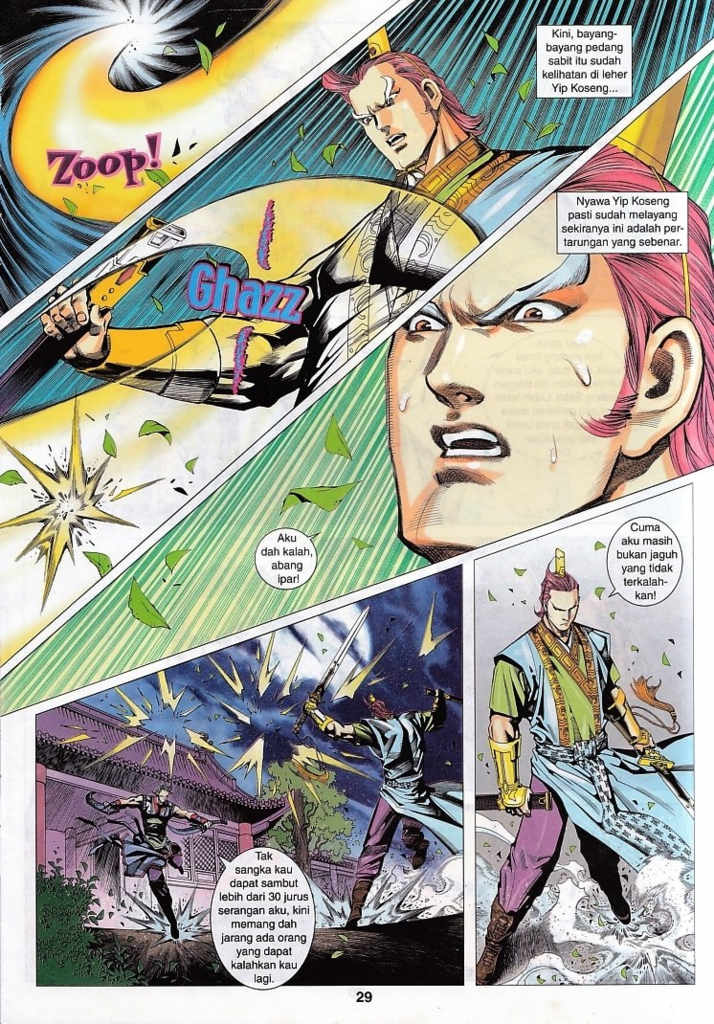 Kini, bayang-
bayang pedang
sabit itu sudah
kelihatan di leher
Yip Koseng...
Zoop!
Nyawa Yip Koseng
pasti sudah melayang
sekiranya ini adalah per-
tarungan yang sebenar.
Ghazz
Aku
dah kalah,
abang
ipar!
Cuma
aku masih
bukan jaguh
yang tidak
terkalah-
kan!
Tak
sangka kau
dapat sambut
lebih dari 30 jurus
serangan aku, kini
memang dah
jarang ada orang
yang dapat
kalahkan kau
lagi.
29